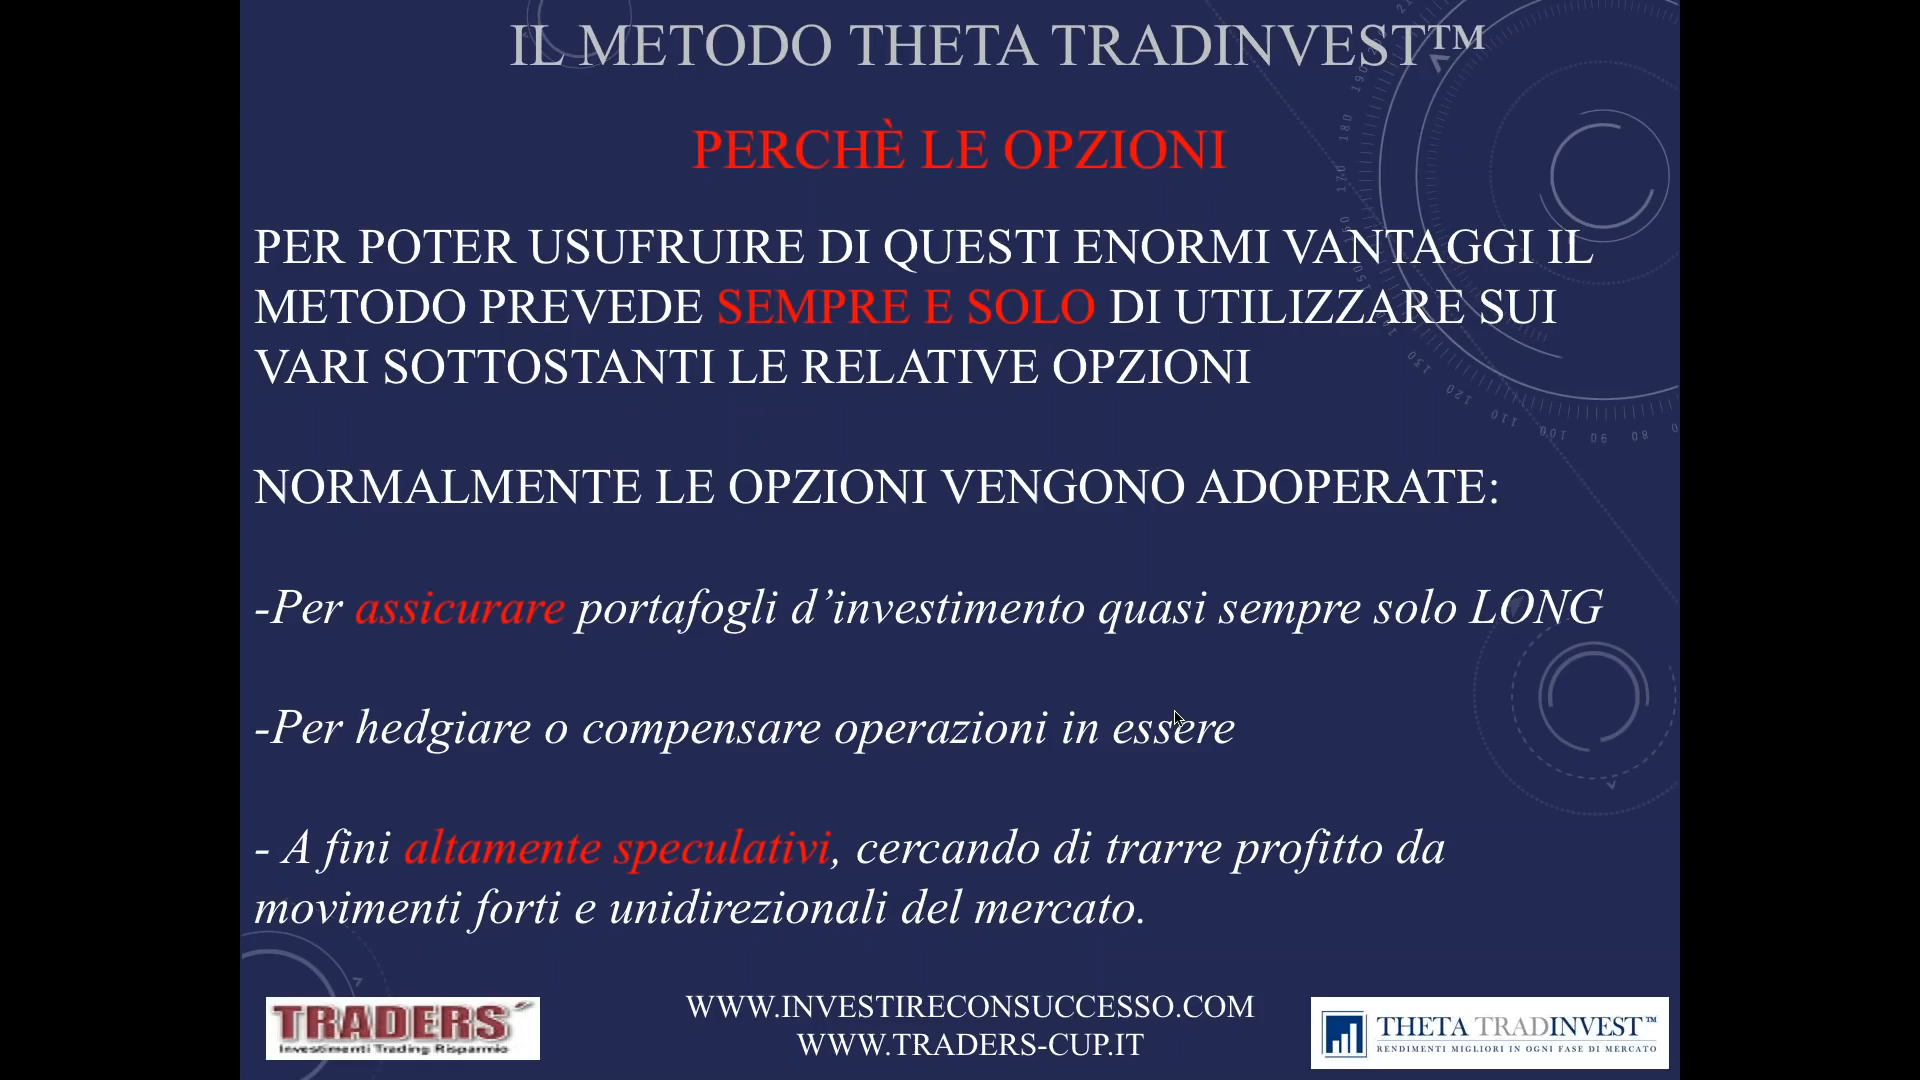 IL METODO THETA TRADINVEST™
PERCHÈ LE OPZIONI
PER POTER USUFRUIRE DI QUESTI ENORMI VANTAGGI IL
METODO PREVEDE SEMPRE E SOLO DI UTILIZZARE SUI
VARI SOTTOSTANTI LE RELATIVE OPZIONI
NORMALMENTE LE OPZIONI VENGONO ADOPERATE:
-Per assicurare portafogli d’investimento quasi sempre solo LONG
-Per hedgiare o compensare operazioni in essere
- A fini altamente speculativi, cercando di trarre profitto da
movimenti forti e unidirezionali del mercato.
TRADERS´
Investimenti Trading Risparmio
WWW.INVESTIRECONSUCCESSO.COM
WWW.TRADERS-CUP.IT
THETA TRADINVEST™
RENDIMENTI MIGLIORI IN OGNI FASE DI MERCATO